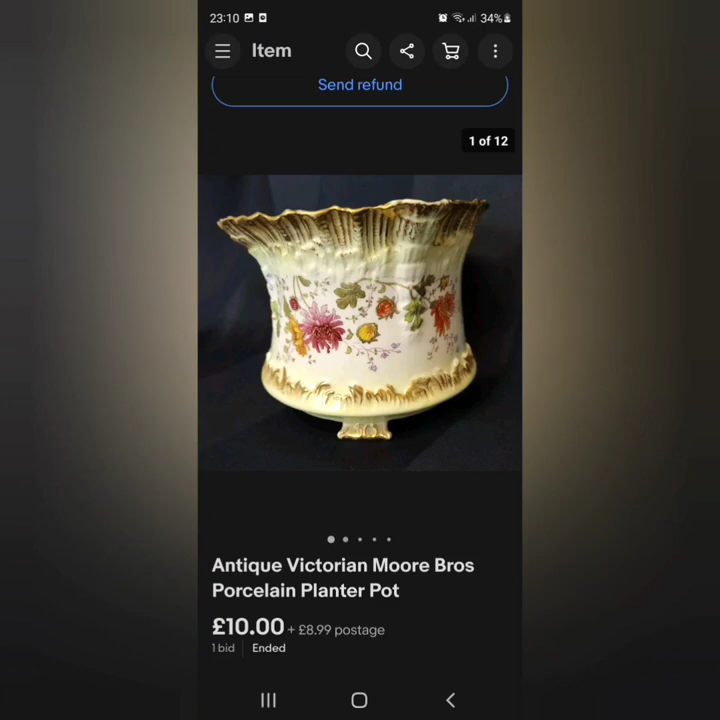 23:10 34%
Item
Send refund
1 of 12
Antique Victorian Moore Bros
Porcelain Planter Pot
£10.00 + £8.99 postage
1 bid Ended